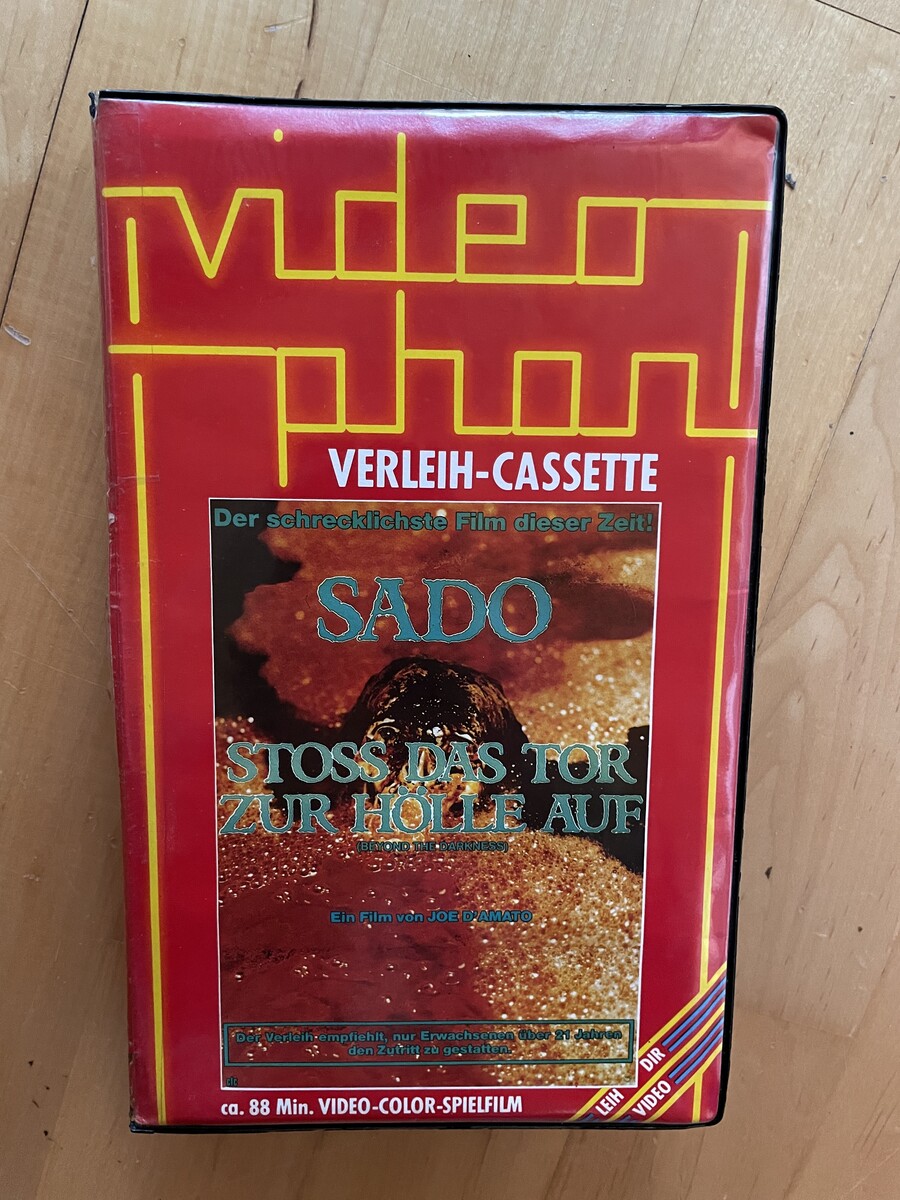 video
film
VERLEIH-CASSETTE
Der schrecklichste Film dieser Zeit!
SADO
STOSS DAS TOR
ZUR HÖLLE AUF
(BEYOND THE DARKNESS)
Ein Film von JOE D'AMATO
Der Verleih empfiehlt, nur Erwachsenen über 21 Jahren
den Zutritt zu gestatten.
clc
ca. 88 Min. VIDEO-COLOR-SPIELFILM
LEIH DIR
VIDEO